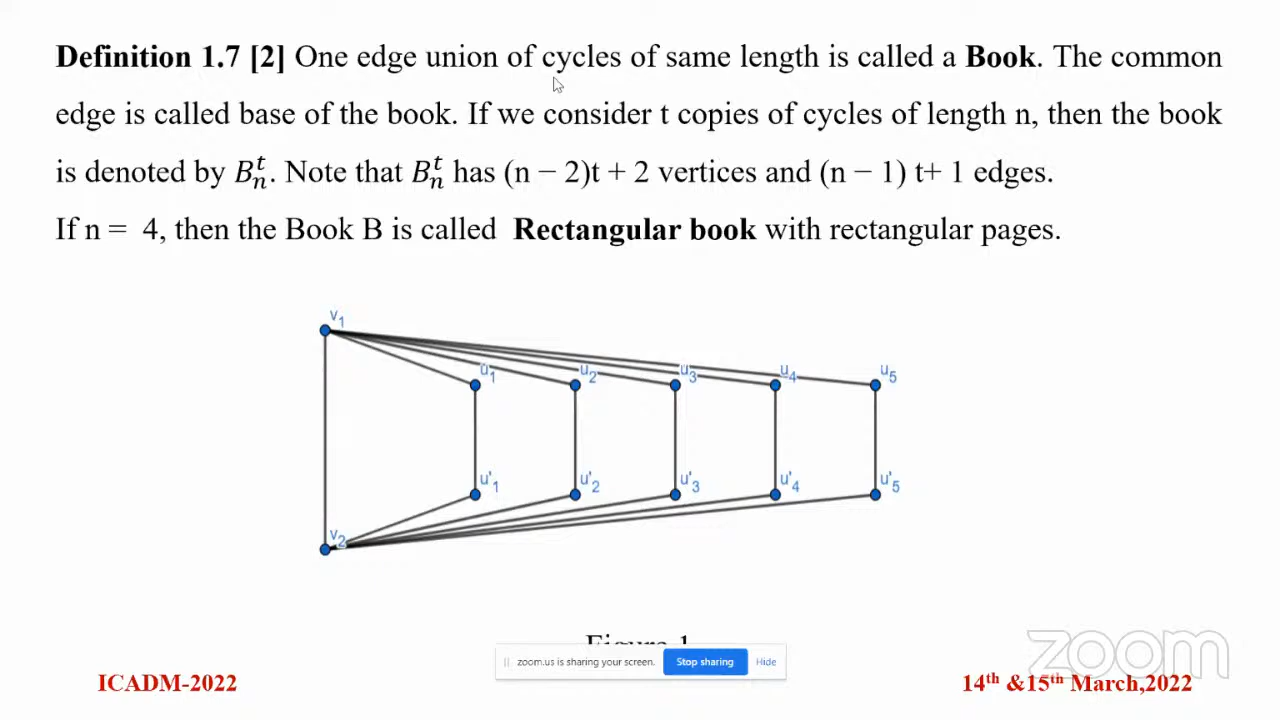 Definition 1.7 [2] One edge union of cycles of same length is called a Book. The common
edge is called base of the book. If we consider t copies of cycles of length n, then the book
is denoted by Bₙᵗ. Note that Bₙᵗ has (n − 2)t + 2 vertices and (n − 1) t+ 1 edges.
If n = 4, then the Book B is called Rectangular book with rectangular pages.
v₁
u₁ u₂ u₃ u₄ u₅
u'₁ u'₂ u'₃ u'₄ u'₅
v₂
Figure 1
zoom.us is sharing your screen. Stop sharing Hide
zoom
ICADM-2022 14th &15th March,2022